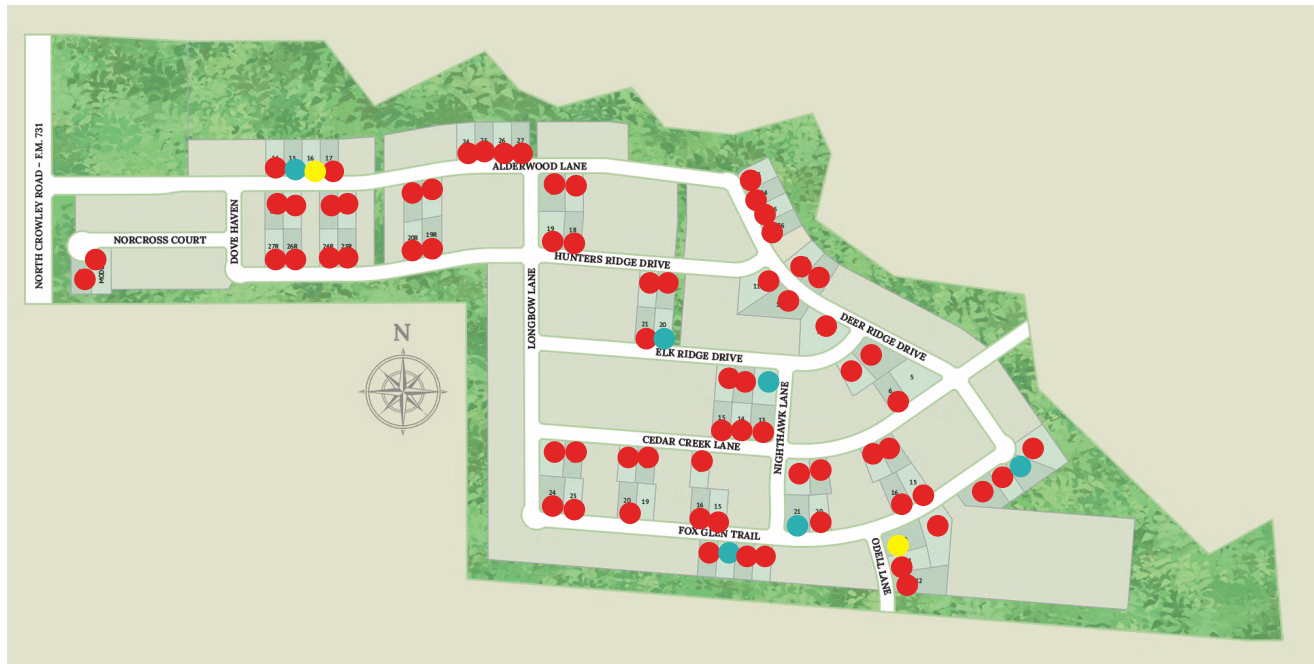 NORTH CROWLEY ROAD - F.M. 731
24
26
27
15
16
17
ALDERWOOD LANE
DOVE HAVEN
NORCROSS COURT
27R
26R
24R
23R
20R
19R
19
18
MOD
HUNTERS RIDGE DRIVE
N
LONGBOW LANE
11
DEER RIDGE DRIVE
21
20
ELK RIDGE DRIVE
5
6
NIGHTHAWK LANE
15
14
13
CEDAR CREEK LANE
24
23
20
19
16
15
21
20
16
15
FOX GLEN TRAIL
ODELL LANE
12